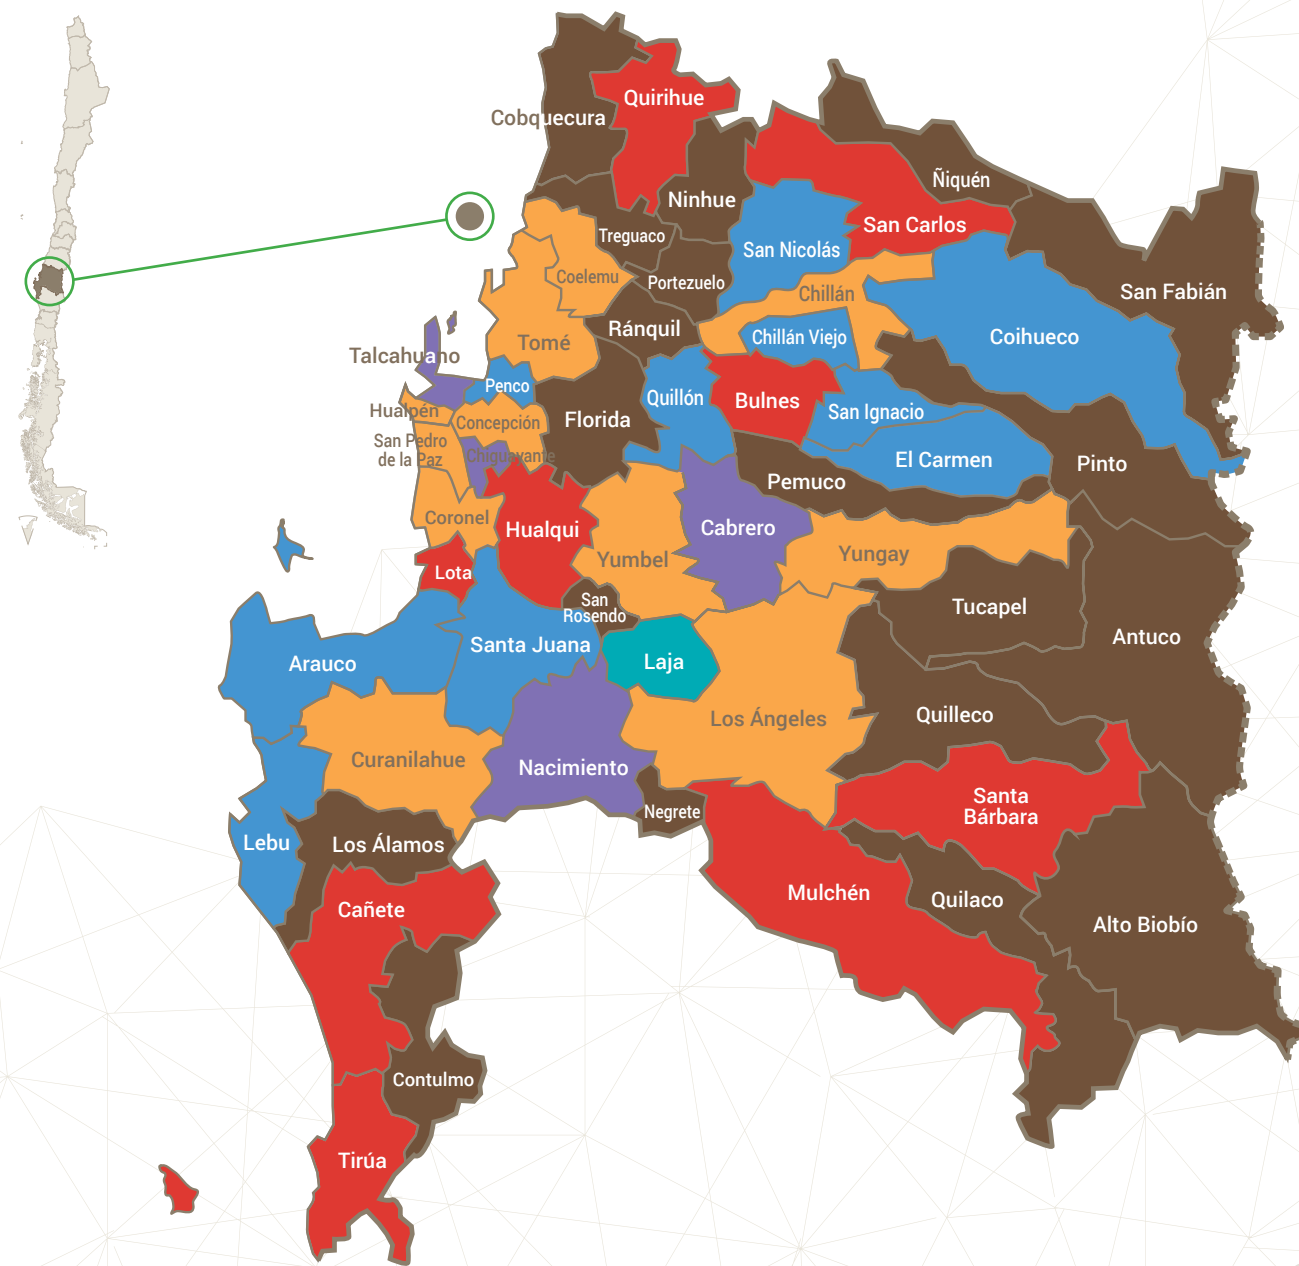 Quirihue
Cobquecura
Ñiquén
Ninhue
San Carlos
Treguaco
San Nicolás
Coelemu
Portezuelo
Chillán
San Fabián
Ránquil
Chillán Viejo
Coihueco
Tomé
Talcahuano
Penco
Quillón
Bulnes
San Ignacio
Hualpén
Concepción
Florida
San Pedro
de la Paz
Chiguayante
El Carmen
Pinto
Pemuco
Coronel
Hualqui
Cabrero
Yumbel
Yungay
Lota
San
Rosendo
Tucapel
Antuco
Santa Juana
Laja
Arauco
Los Ángeles
Quilleco
Curanilahue
Nacimiento
Negrete
Santa
Bárbara
Lebu
Los Álamos
Mulchén
Quilaco
Cañete
Alto Biobío
Contulmo
Tirúa